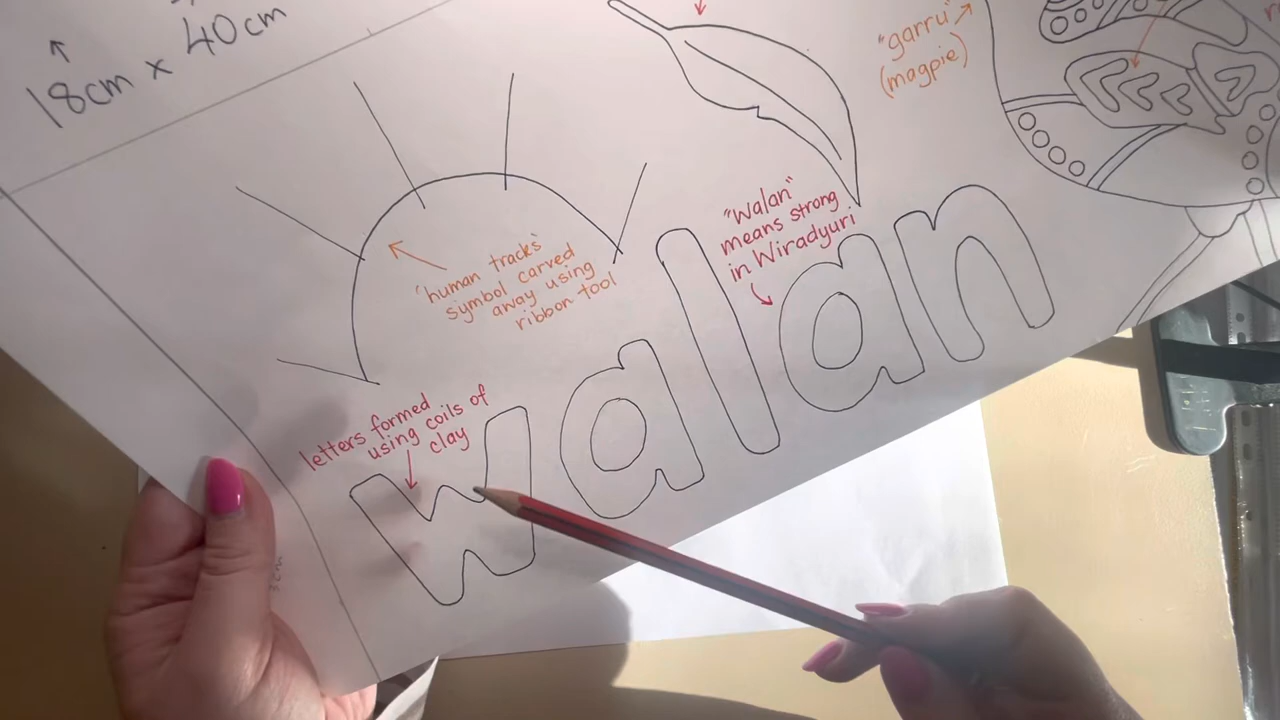 18cm x 40cm
"garru"
(magpie)
"walan"
means strong
in Wiradyuri
'human tracks'
symbol carved
away using
ribbon tool
letters formed
using coils of
clay
walan